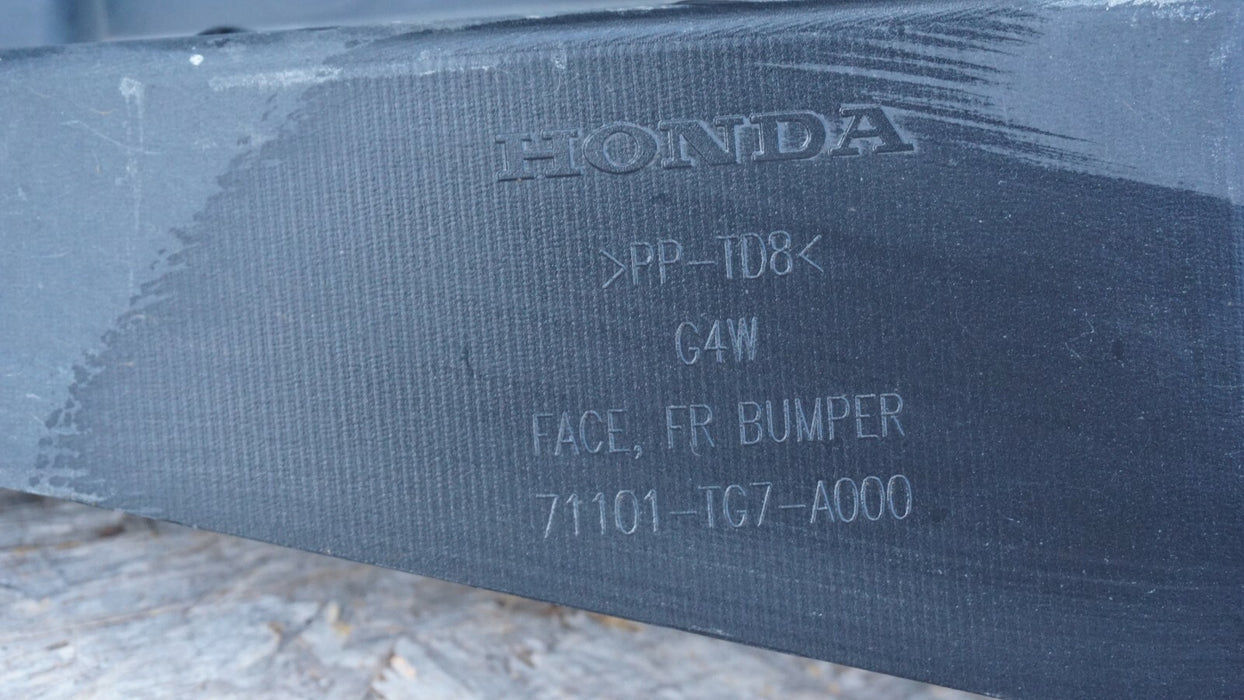 HONDA
>PP-TD8<
G4W
FACE, FR BUMPER
71101-TG7-A000